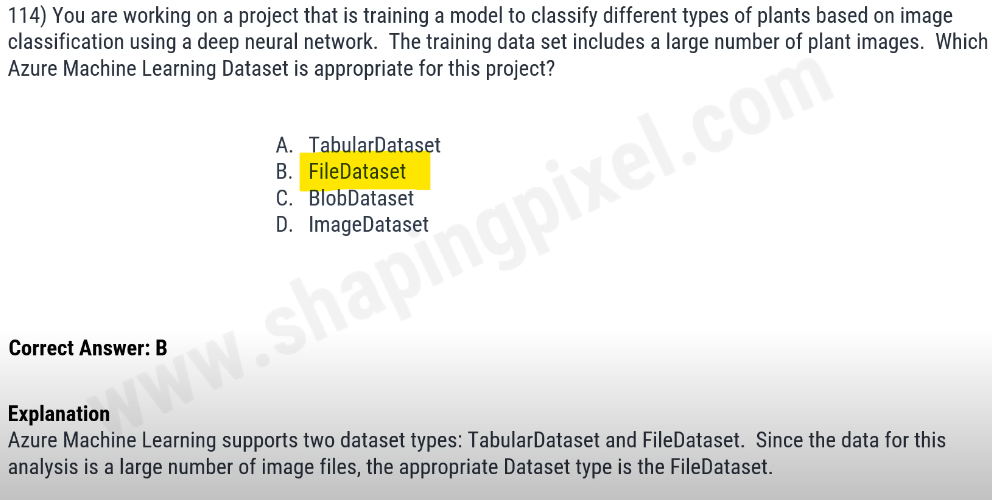 114) You are working on a project that is training a model to classify different types of plants based on image
classification using a deep neural network.  The training data set includes a large number of plant images.  Which
Azure Machine Learning Dataset is appropriate for this project?
A. TabularDataset
B. FileDataset
C. BlobDataset
D. ImageDataset
www.shapingpixel.com
Correct Answer: B
Explanation
Azure Machine Learning supports two dataset types: TabularDataset and FileDataset.  Since the data for this
analysis is a large number of image files, the appropriate Dataset type is the FileDataset.